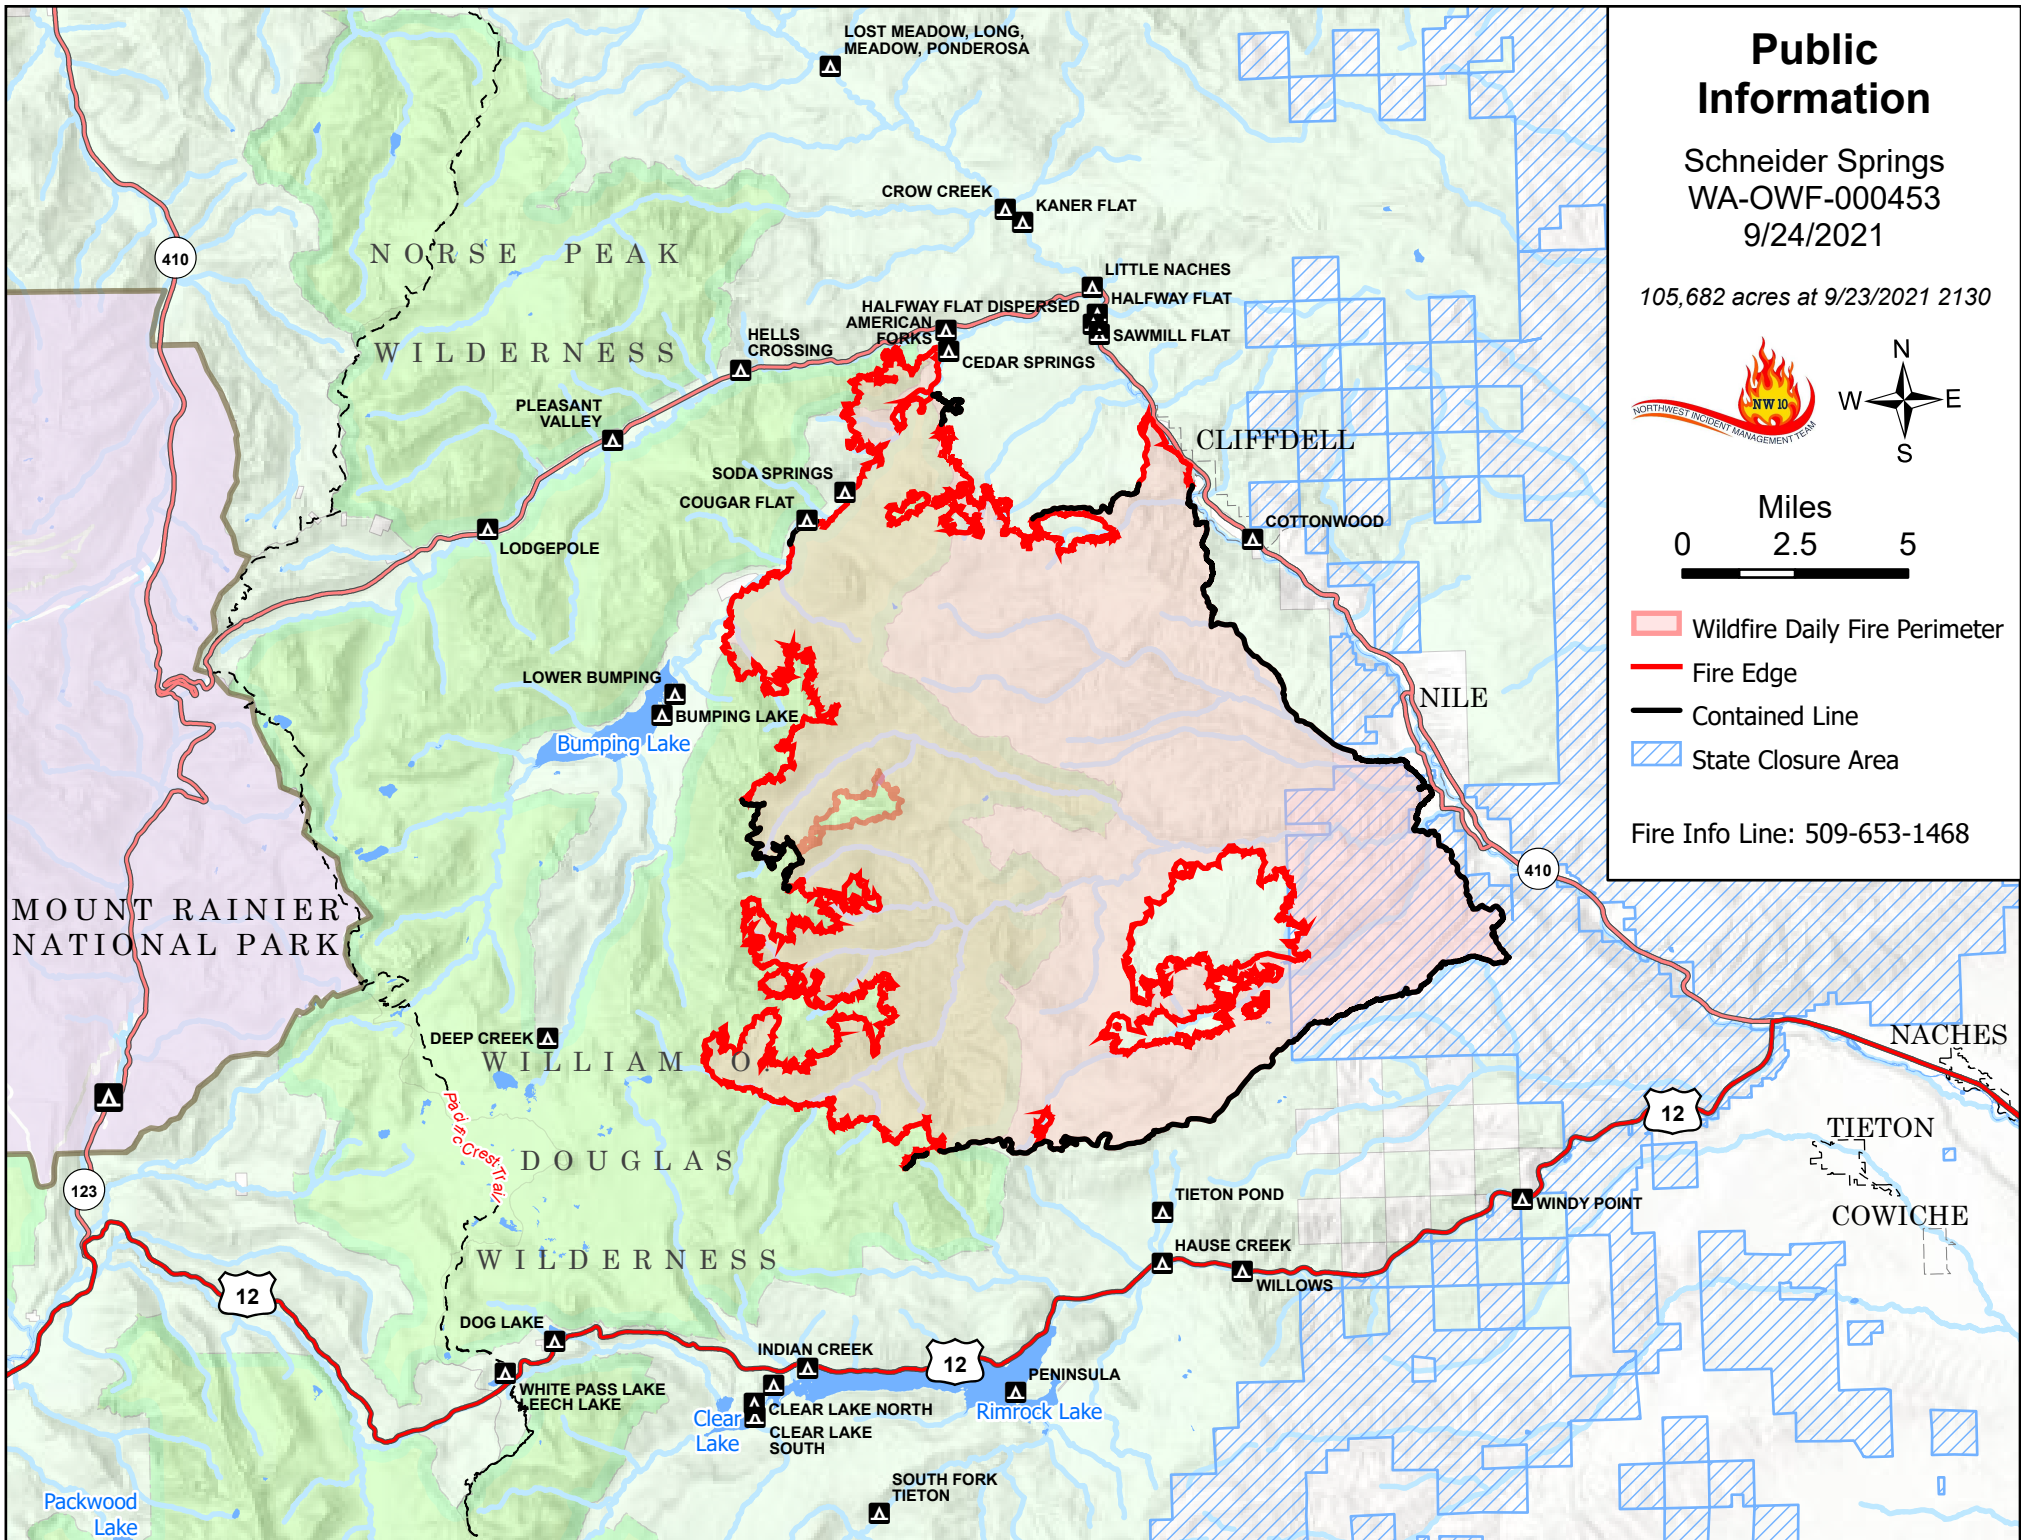 Public
Information
Schneider Springs
WA-OWF-000453
9/24/2021
105,682 acres at 9/23/2021 2130
NW 10
NORTHWEST INCIDENT MANAGEMENT TEAM
N
W
E
S
Miles
0 2.5 5
Wildfire Daily Fire Perimeter
Fire Edge
Contained Line
State Closure Area
Fire Info Line: 509-653-1468
LOST MEADOW, LONG,
MEADOW, PONDEROSA
CROW CREEK
KANER FLAT
410
NORSE PEAK
WILDERNESS
LITTLE NACHES
HALFWAY FLAT DISPERSED
HALFWAY FLAT
AMERICAN
FORKS
SAWMILL FLAT
HELLS
CROSSING
CEDAR SPRINGS
PLEASANT
VALLEY
CLIFFDELL
SODA SPRINGS
COUGAR FLAT
LODGEPOLE
COTTONWOOD
LOWER BUMPING
BUMPING LAKE
Bumping Lake
NILE
410
MOUNT RAINIER
NATIONAL PARK
DEEP CREEK
WILLIAM O.
DOUGLAS
WILDERNESS
Pacific Crest Trail
NACHES
12
TIETON
COWICHE
123
12
TIETON POND
WINDY POINT
HAUSE CREEK
WILLOWS
DOG LAKE
INDIAN CREEK
12
WHITE PASS LAKE
LEECH LAKE
PENINSULA
CLEAR LAKE NORTH
Rimrock Lake
Clear
Lake
CLEAR LAKE
SOUTH
SOUTH FORK
TIETON
Packwood
Lake